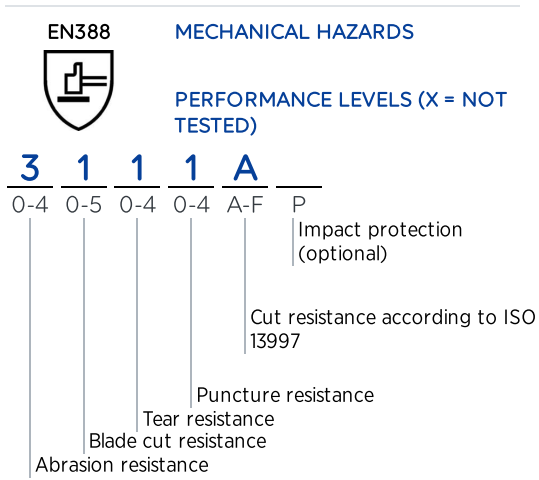 EN388
MECHANICAL HAZARDS
PERFORMANCE LEVELS (X = NOT
TESTED)
3 1 1 1 A
0-4 0-5 0-4 0-4 A-F P
Impact protection
(optional)
Cut resistance according to ISO
13997
Puncture resistance
Tear resistance
Blade cut resistance
Abrasion resistance